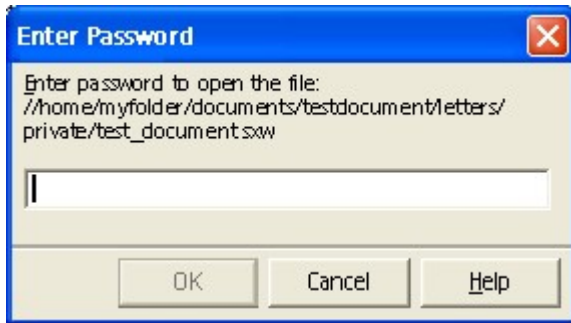 Enter Password
Enter password to open the file:
//home/myfolder/documents/testdocument/letters/
private/test_document.sxw
OK
Cancel
Help